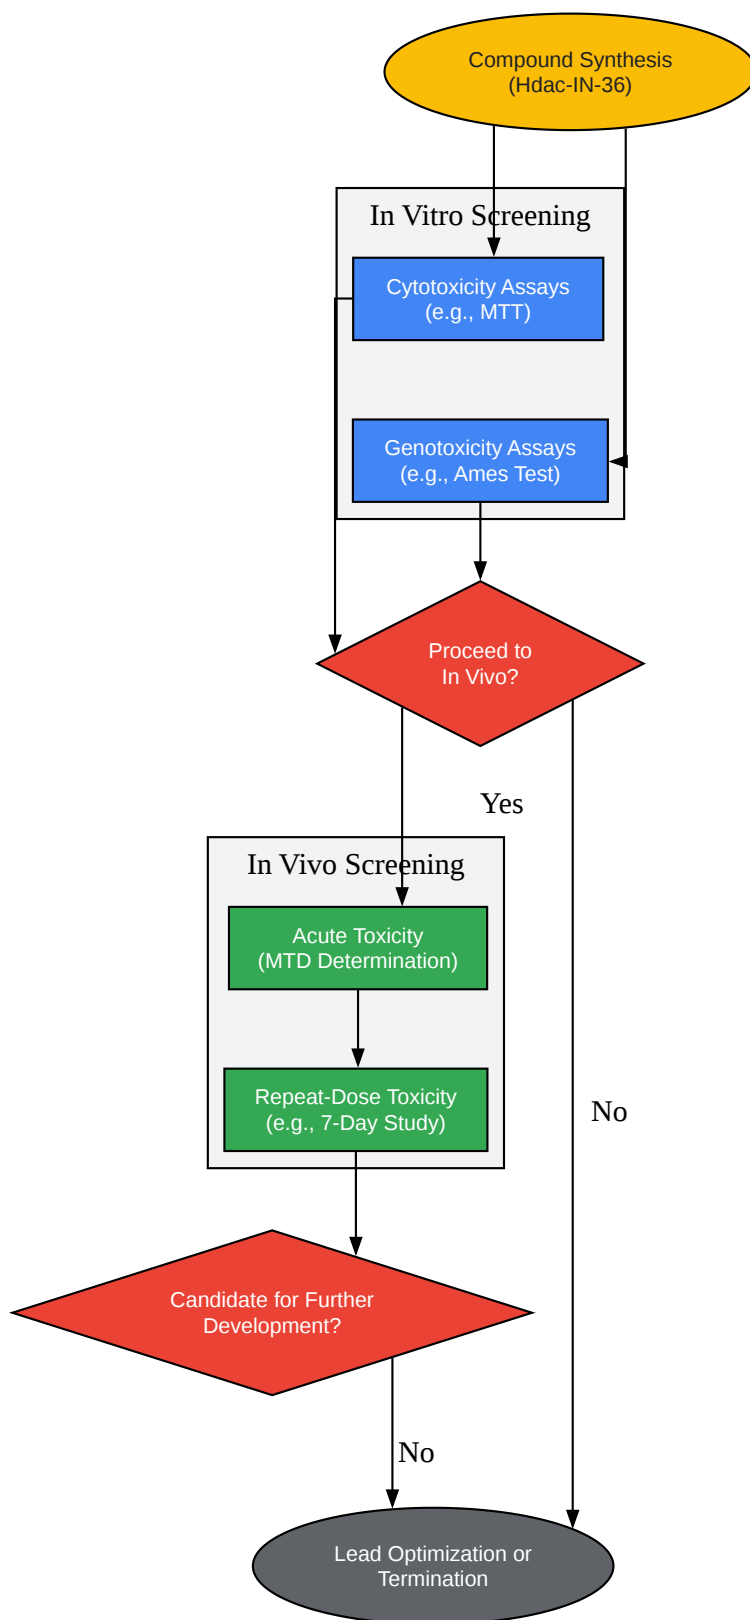 Compound Synthesis
(Hdac-IN-36)
In Vitro Screening
Cytotoxicity Assays
(e.g., MTT)
Genotoxicity Assays
(e.g., Ames Test)
Proceed to
In Vivo?
Yes
In Vivo Screening
Acute Toxicity
(MTD Determination)
Repeat-Dose Toxicity
(e.g., 7-Day Study)
No
Candidate for Further
Development?
No
Lead Optimization or
Termination